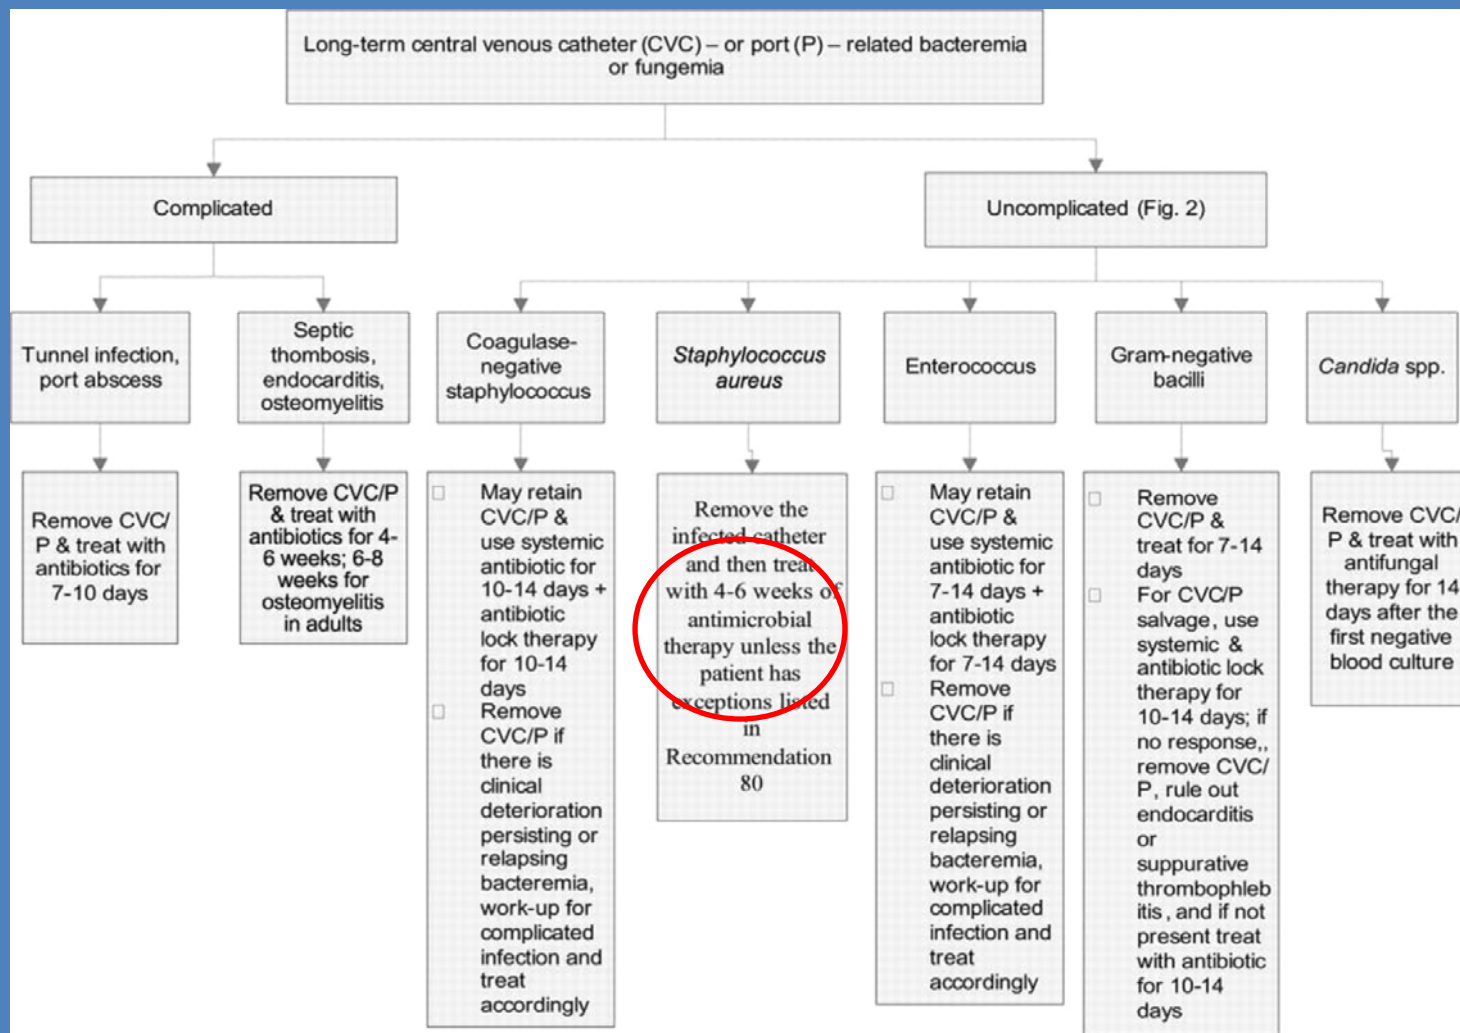 Long-term central venous catheter (CVC) – or port (P) – related bacteremia
or fungemia
Complicated
Uncomplicated (Fig. 2)
Tunnel infection,
port abscess
Septic
thombosis,
endocarditis,
osteomyelitis
Coagulase-
negative
staphylococcus
Staphylococcus
aureus
Enterococcus
Gram-negative
bacilli
Candida spp.
Remove CVC/
P & treat with
antibiotics for
7-10 days
Remove CVC/P
& treat with
antibiotics for 4-
6 weeks; 6-8
weeks for
osteomyelitis
in adults
May retain
CVC/P &
use systemic
antibiotic for
10-14 days +
antibiotic
lock therapy
for 10-14
days
Remove
CVC/P if
there is
clinical
deterioration
persisting or
relapsing
bacteremia,
work-up for
complicated
infection and
treat
accordingly
Remove the
infected catheter
and then treat
with 4-6 weeks of
antimicrobial
therapy unless the
patient has
exceptions listed
in
Recommendation
80
May retain
CVC/P &
use systemic
antibiotic for
7-14 days +
antibiotic
lock therapy
for 7-14 days
Remove
CVC/P if
there is
clinical
deterioration
persisting or
relapsing
bacteremia,
work-up for
complicated
infection and
treat
accordingly
Remove
CVC/P &
treat for 7-14
days
For CVC/P
salvage, use
systemic &
antibiotic lock
therapy for
10-14 days; if
no response,,
remove CVC/
P, rule out
endocarditis
or
suppurative
thrombophleb
itis , and if not
present treat
with antibiotic
for 10-14
days
Remove CVC/
P & treat with
antifungal
therapy for 14
days after the
first negative
blood culture